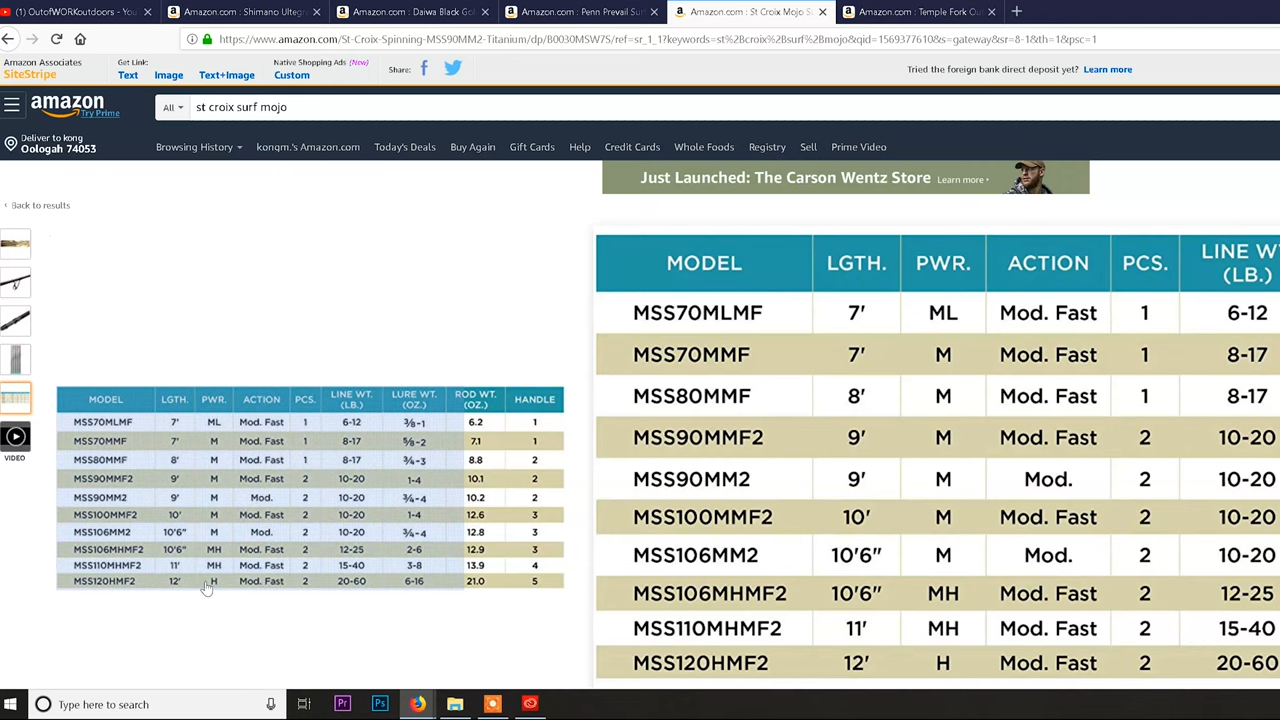 (1) OutofWORKoutdoors - You
Amazon.com : Shimano Ultegr
Amazon.com: Daiwa Black Gol
Amazon.com : Penn Prevail Surf
Amazon.com : St Croix Mojo S
Amazon.com: Temple Fork Out
https://www.amazon.com/St-Croix-Spinning-MSS90MM2-Titanium/dp/B0030MSW7S/ref=sr_1_1?keywords=st%2Bcroix%2Bsurf%2Bmojo&qid=1569377610&s=gateway&sr=8-1&th=1&psc=1
Amazon Associates
SiteStripe
Get Link:
Text Image Text+Image
Native Shopping Ads (New)
Custom
Share:
Tried the foreign bank direct deposit yet? Learn more
amazon
Try Prime
All
st croix surf mojo
Deliver to kong
Oologah 74053
Browsing History kongm.'s Amazon.com Today's Deals Buy Again Gift Cards Help Credit Cards Whole Foods Registry Sell Prime Video
Just Launched: The Carson Wentz Store Learn more
‹ Back to results
VIDEO
MODEL LGTH. PWR. ACTION PCS. LINE WT. (LB.) LURE WT. (OZ.) ROD WT. (OZ.) HANDLE
MSS70MLMF 7' ML Mod. Fast 1 6-12 3/8-1 6.2 1
MSS70MMF 7' M Mod. Fast 1 8-17 5/8-2 7.1 1
MSS80MMF 8' M Mod. Fast 1 8-17 3/4-3 8.8 2
MSS90MMF2 9' M Mod. Fast 2 10-20 1-4 10.1 2
MSS90MM2 9' M Mod. 2 10-20 3/4-4 10.2 2
MSS100MMF2 10' M Mod. Fast 2 10-20 1-4 12.6 3
MSS106MM2 10'6" M Mod. 2 10-20 3/4-4 12.8 3
MSS106MHMF2 10'6" MH Mod. Fast 2 12-25 2-6 12.9 3
MSS110MHMF2 11' MH Mod. Fast 2 15-40 3-8 13.9 4
MSS120HMF2 12' H Mod. Fast 2 20-60 6-16 21.0 5
MODEL LGTH. PWR. ACTION PCS. LINE W (LB.)
MSS70MLMF 7' ML Mod. Fast 1 6-12
MSS70MMF 7' M Mod. Fast 1 8-17
MSS80MMF 8' M Mod. Fast 1 8-17
MSS90MMF2 9' M Mod. Fast 2 10-20
MSS90MM2 9' M Mod. 2 10-20
MSS100MMF2 10' M Mod. Fast 2 10-20
MSS106MM2 10'6" M Mod. 2 10-20
MSS106MHMF2 10'6" MH Mod. Fast 2 12-25
MSS110MHMF2 11' MH Mod. Fast 2 15-40
MSS120HMF2 12' H Mod. Fast 2 20-60
Type here to search
Pr
Ps